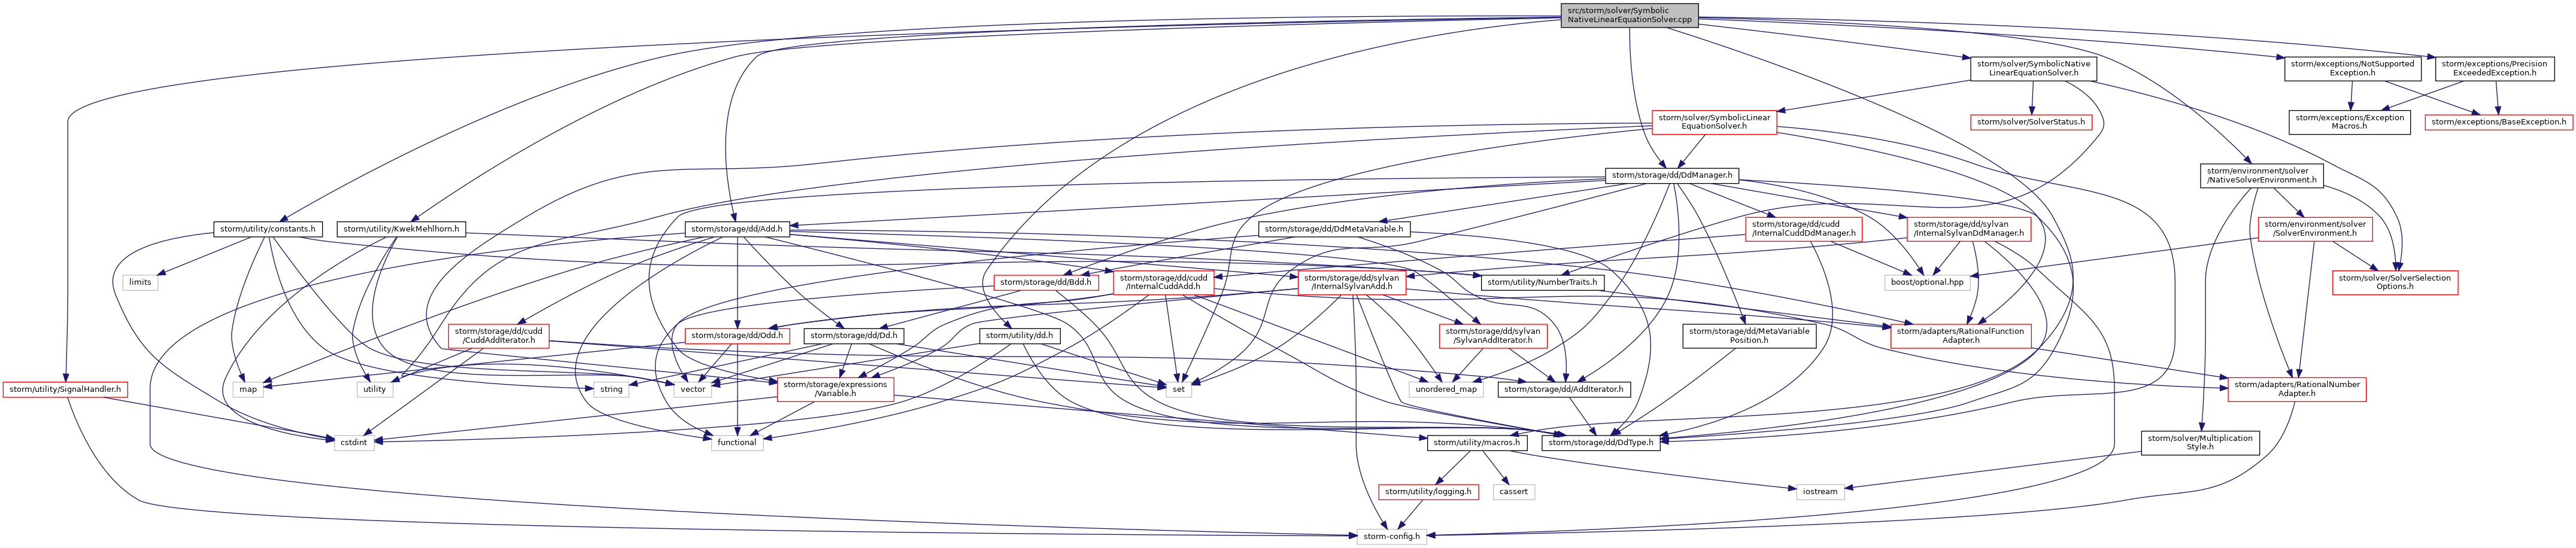 src/storm/solver/Symbolic
NativeLinearEquationSolver.cpp
storm/solver/SymbolicNative
LinearEquationSolver.h
storm/exceptions/NotSupported
Exception.h
storm/exceptions/Precision
ExceededException.h
storm/solver/SymbolicLinear
EquationSolver.h
storm/solver/SolverStatus.h
storm/exceptions/Exception
Macros.h
storm/exceptions/BaseException.h
storm/storage/dd/DdManager.h
storm/environment/solver
/NativeSolverEnvironment.h
storm/utility/constants.h
storm/utility/KwekMehlhorn.h
storm/storage/dd/Add.h
storm/storage/dd/DdMetaVariable.h
storm/storage/dd/cudd
/InternalCuddDdManager.h
storm/storage/dd/sylvan
/InternalSylvanDdManager.h
storm/environment/solver
/SolverEnvironment.h
limits
storm/storage/dd/Bdd.h
storm/storage/dd/cudd
/InternalCuddAdd.h
storm/storage/dd/sylvan
/InternalSylvanAdd.h
storm/utility/NumberTraits.h
boost/optional.hpp
storm/solver/SolverSelection
Options.h
storm/storage/dd/cudd
/CuddAddIterator.h
storm/storage/dd/Odd.h
storm/storage/dd/Dd.h
storm/utility/dd.h
storm/storage/dd/sylvan
/SylvanAddIterator.h
storm/storage/dd/MetaVariable
Position.h
storm/adapters/RationalFunction
Adapter.h
storm/utility/SignalHandler.h
map
utility
string
vector
storm/storage/expressions
/Variable.h
set
unordered_map
storm/storage/dd/AddIterator.h
storm/adapters/RationalNumber
Adapter.h
cstdint
functional
storm/utility/macros.h
storm/storage/dd/DdType.h
storm/solver/Multiplication
Style.h
storm/utility/logging.h
cassert
iostream
storm-config.h